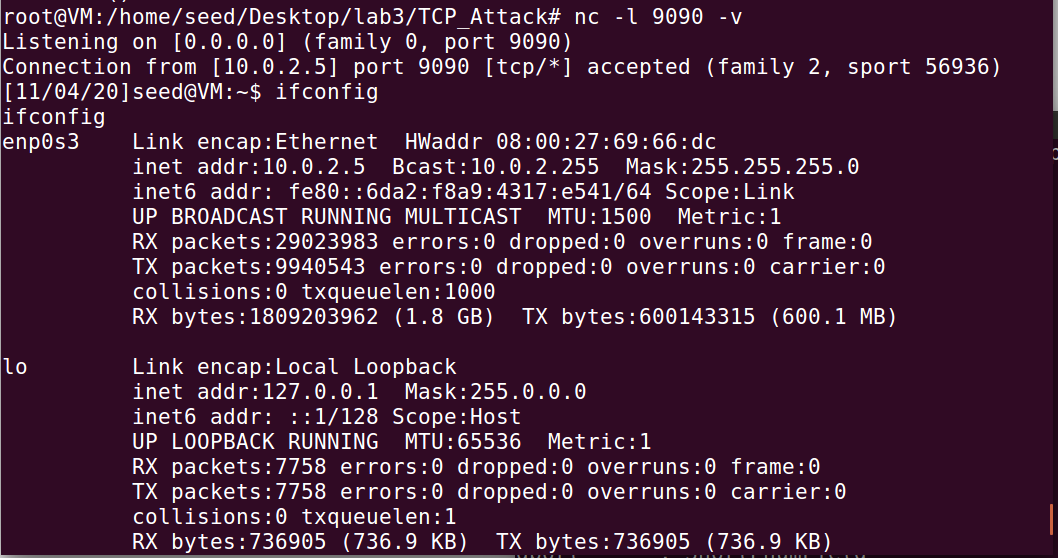 root@VM:/home/seed/Desktop/lab3/TCP_Attack# nc -l 9090 -v
Listening on [0.0.0.0] (family 0, port 9090)
Connection from [10.0.2.5] port 9090 [tcp/*] accepted (family 2, sport 56936)
[11/04/20]seed@VM:~$ ifconfig
ifconfig
enp0s3    Link encap:Ethernet  HWaddr 08:00:27:69:66:dc
          inet addr:10.0.2.5  Bcast:10.0.2.255  Mask:255.255.255.0
          inet6 addr: fe80::6da2:f8a9:4317:e541/64 Scope:Link
          UP BROADCAST RUNNING MULTICAST  MTU:1500  Metric:1
          RX packets:29023983 errors:0 dropped:0 overruns:0 frame:0
          TX packets:9940543 errors:0 dropped:0 overruns:0 carrier:0
          collisions:0 txqueuelen:1000
          RX bytes:1809203962 (1.8 GB)  TX bytes:600143315 (600.1 MB)

lo        Link encap:Local Loopback
          inet addr:127.0.0.1  Mask:255.0.0.0
          inet6 addr: ::1/128 Scope:Host
          UP LOOPBACK RUNNING  MTU:65536  Metric:1
          RX packets:7758 errors:0 dropped:0 overruns:0 frame:0
          TX packets:7758 errors:0 dropped:0 overruns:0 carrier:0
          collisions:0 txqueuelen:1
          RX bytes:736905 (736.9 KB)  TX bytes:736905 (736.9 KB)